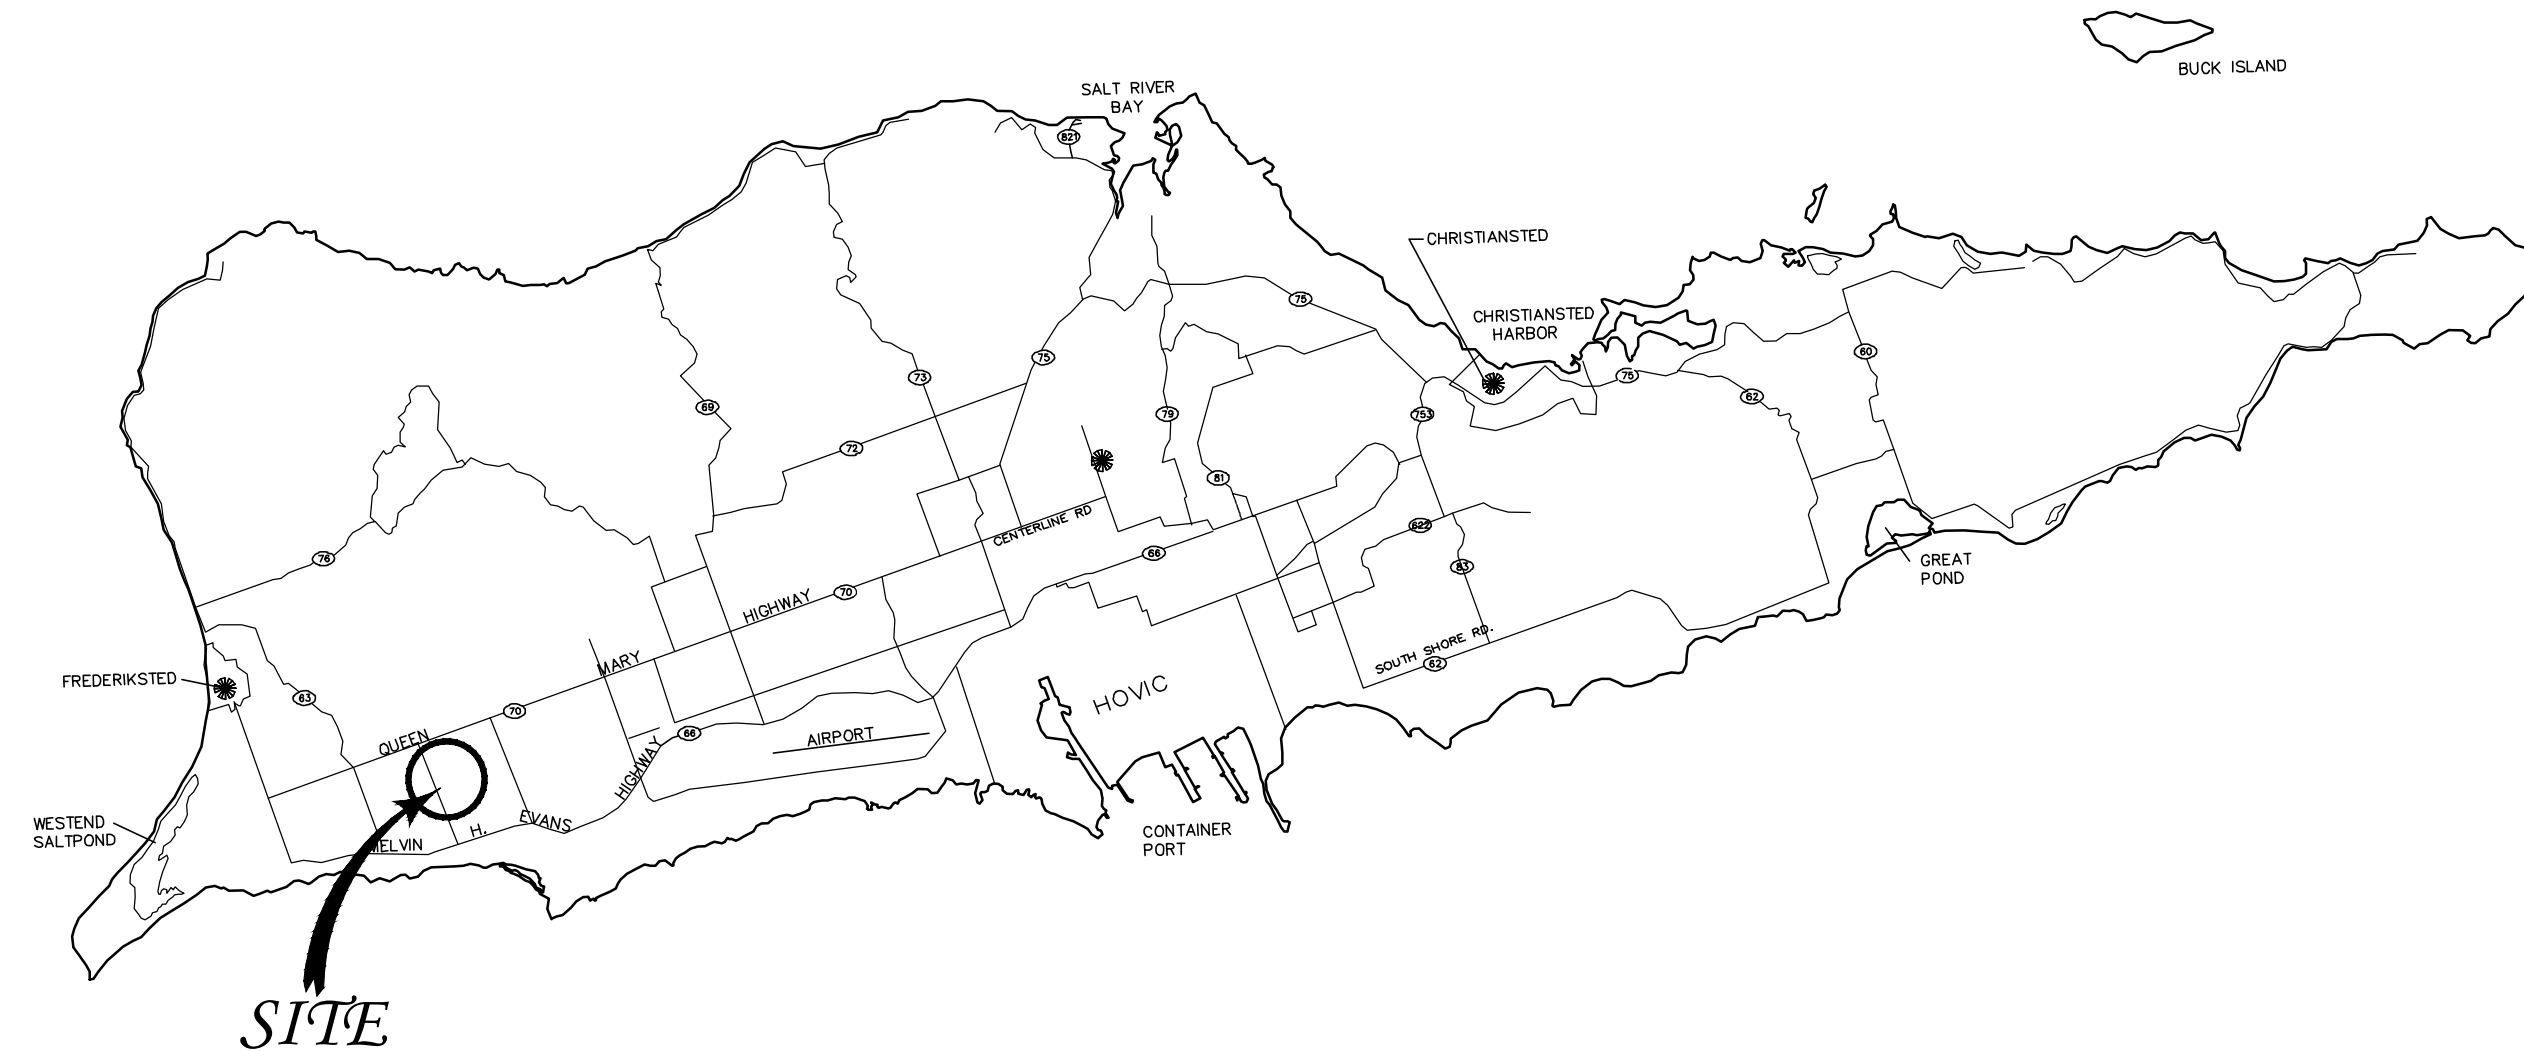 BUCK ISLAND
SALT RIVER
BAY
821
CHRISTIANSTED
75
CHRISTIANSTED
HARBOR
75
60
73
75
62
69
79
753
72
81
CENTERLINE RD
622
66
76
83
GREAT
POND
HIGHWAY
70
MARY
SOUTH SHORE RD.
62
FREDERIKSTED
63
HOVIC
70
QUEEN
66
AIRPORT
HIGHWAY
WESTEND
SALTPOND
MELVIN
H.
EVANS
CONTAINER
PORT
SITE